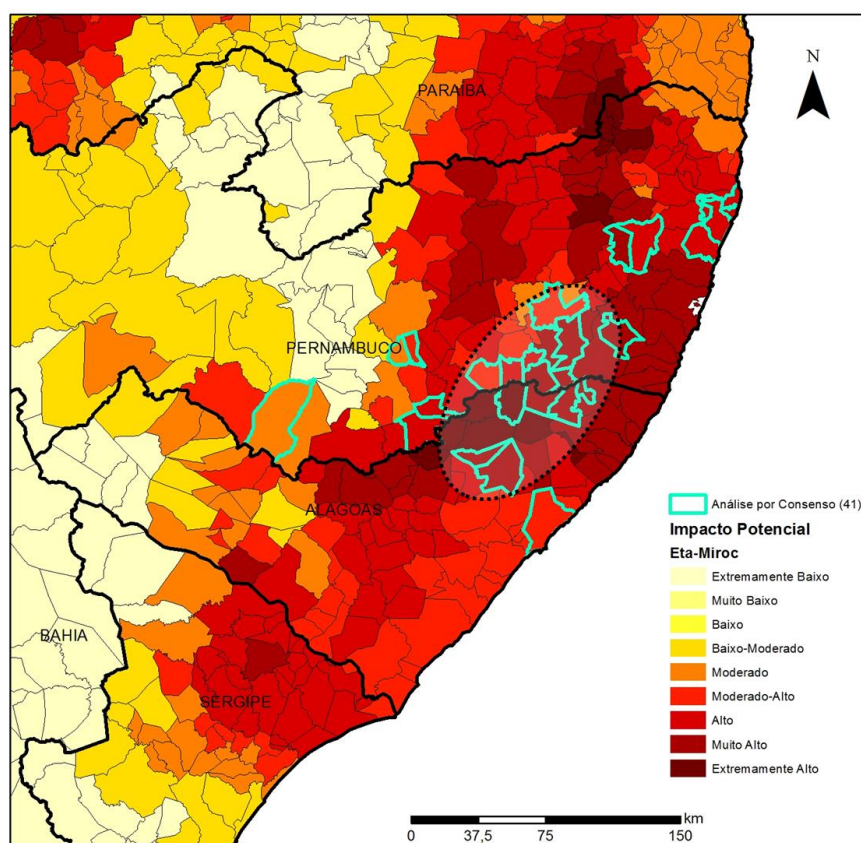 PARAÍBA
N
PERNAMBUCO
ALAGOAS
BAHIA
SERGIPE
Análise por Consenso (41)
Impacto Potencial
Eta-Miroc
Extremamente Baixo
Muito Baixo
Baixo
Baixo-Moderado
Moderado
Moderado-Alto
Alto
Muito Alto
Extremamente Alto
km
0 37,5 75 150